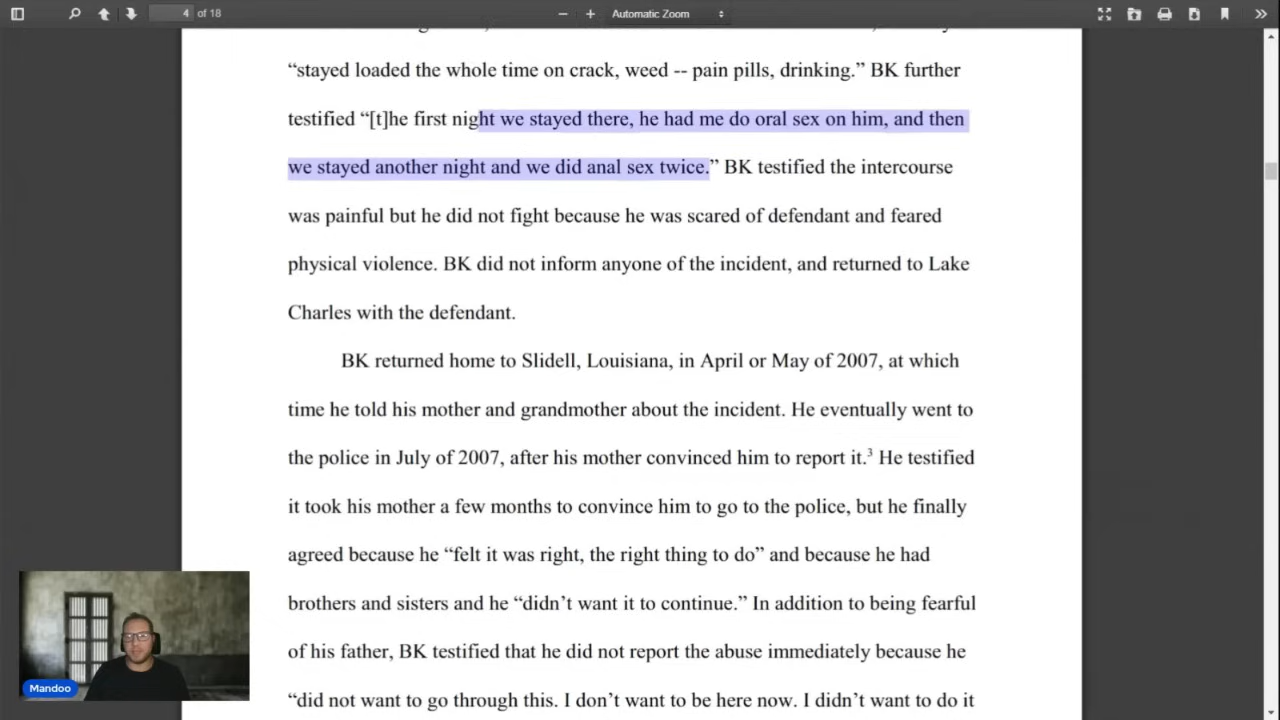 4 of 18
Automatic Zoom
“stayed loaded the whole time on crack, weed -- pain pills, drinking.” BK further
testified “[t]he first night we stayed there, he had me do oral sex on him, and then
we stayed another night and we did anal sex twice.” BK testified the intercourse
was painful but he did not fight because he was scared of defendant and feared
physical violence. BK did not inform anyone of the incident, and returned to Lake
Charles with the defendant.
BK returned home to Slidell, Louisiana, in April or May of 2007, at which
time he told his mother and grandmother about the incident. He eventually went to
the police in July of 2007, after his mother convinced him to report it.³ He testified
it took his mother a few months to convince him to go to the police, but he finally
agreed because he “felt it was right, the right thing to do” and because he had
brothers and sisters and he “didn’t want it to continue.” In addition to being fearful
of his father, BK testified that he did not report the abuse immediately because he
“did not want to go through this. I don’t want to be here now. I didn’t want to do it
Mandoo